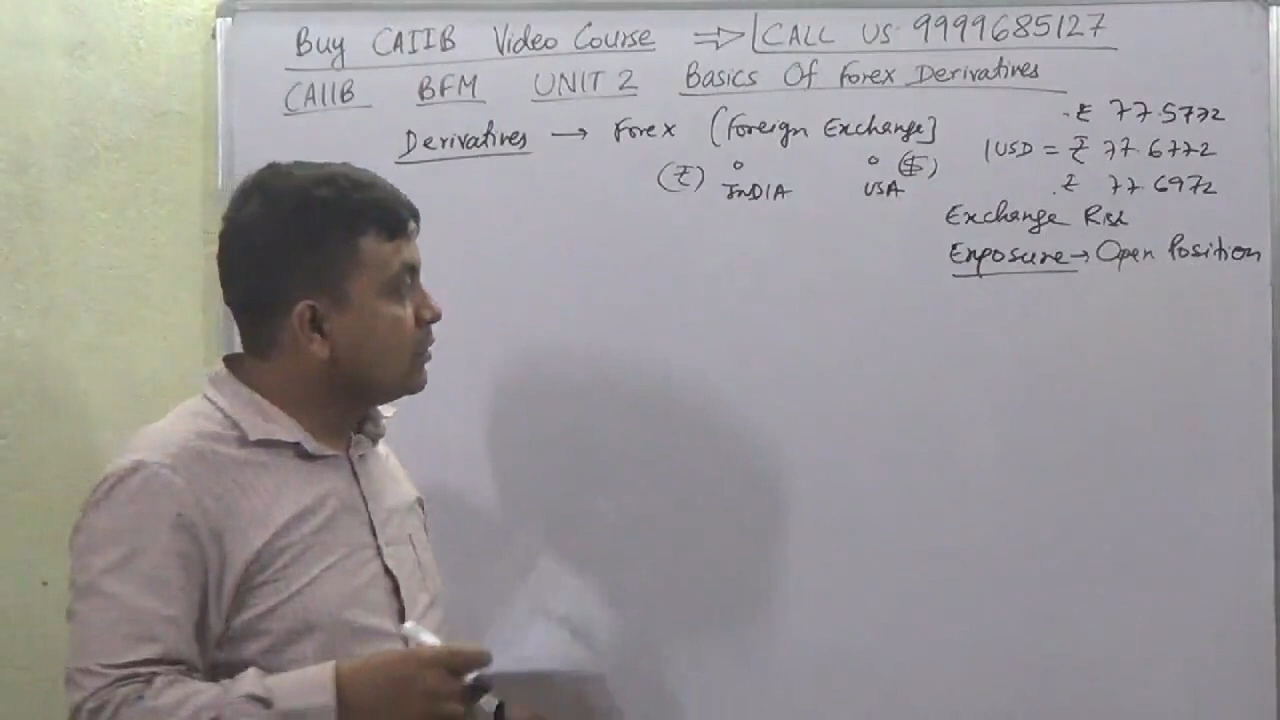 Buy CAIIB Video Course ⇒ CALL US 9999685127
CAIIB BFM UNIT 2 Basics Of Forex Derivatives
Derivatives → Forex (Foreign Exchange]
(₹) INDIA USA ($)
₹ 77.5772
1USD = ₹ 77.6772
₹ 77.6972
Exchange Risk
Exposure → Open Position